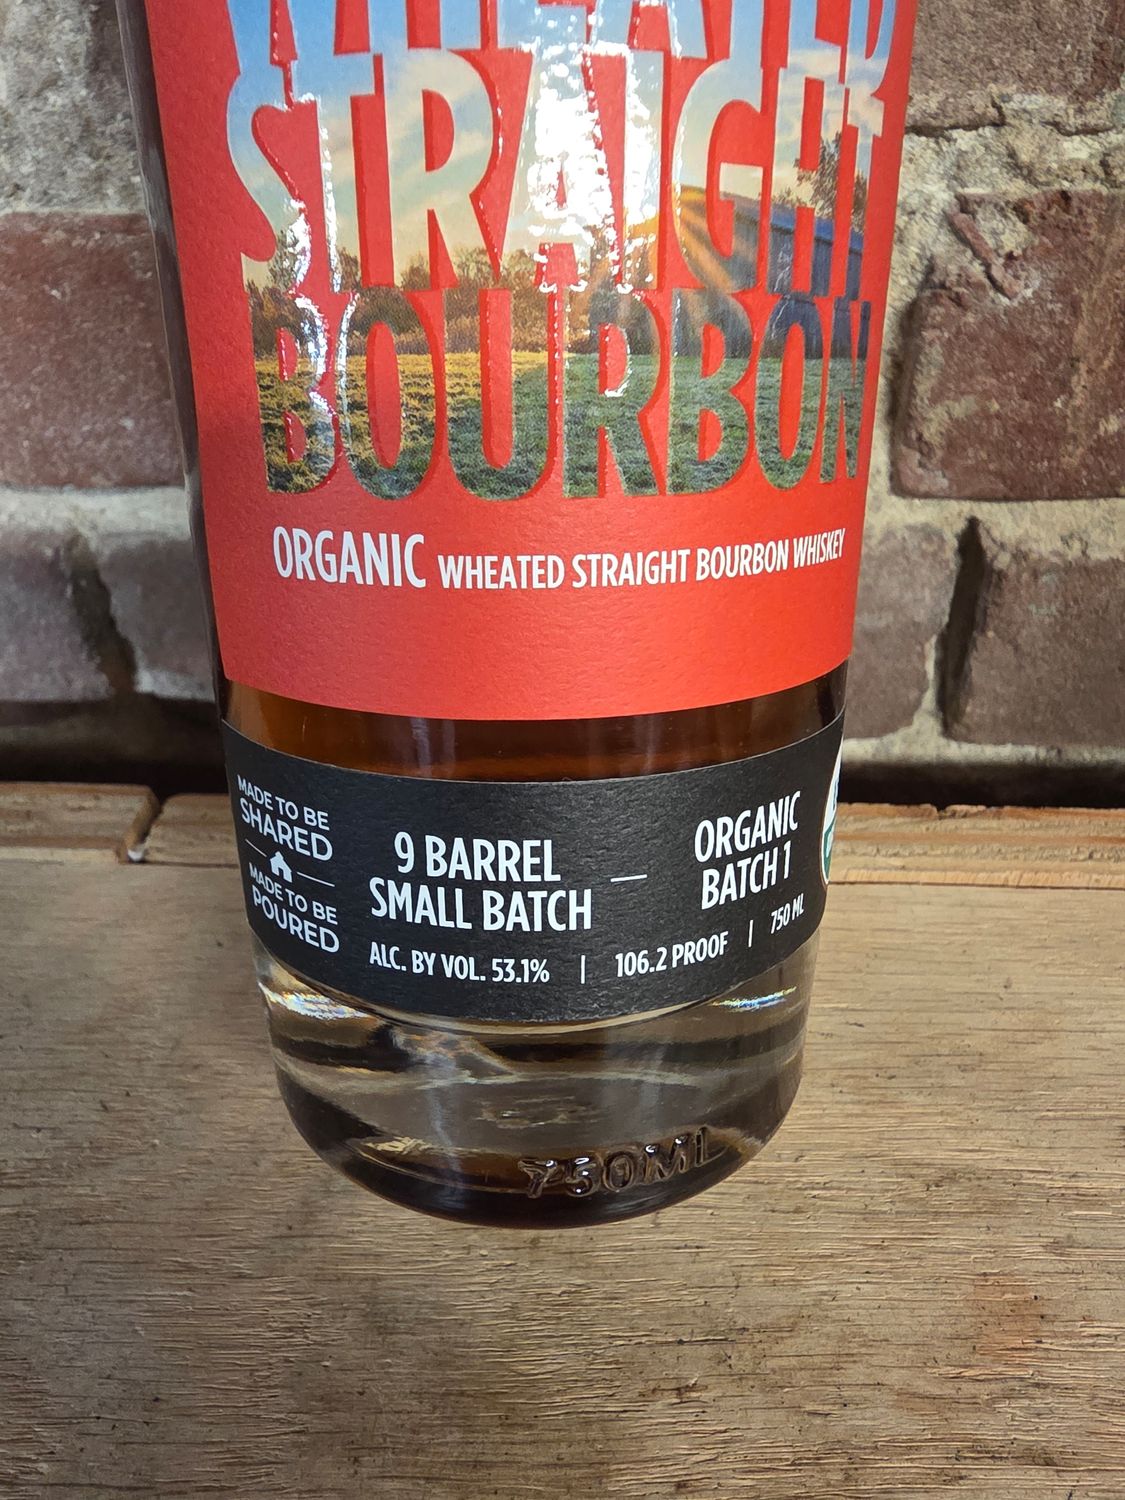 WHEATED
STRAIGHT
BOURBON
ORGANIC WHEATED STRAIGHT BOURBON WHISKEY
MADE TO BE
SHARED
MADE TO BE
POURED
9 BARREL
SMALL BATCH
—
ORGANIC
BATCH 1
ALC. BY VOL. 53.1% | 106.2 PROOF | 750 ML
750ML